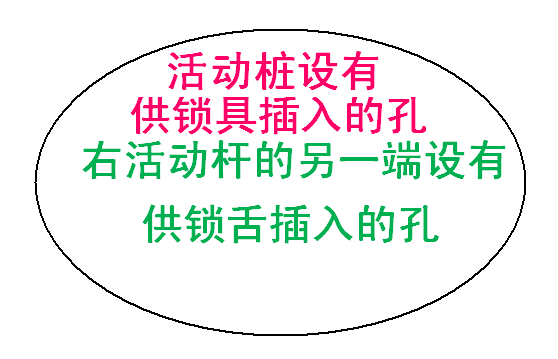 活动桩设有
供锁具插入的孔
右活动杆的另一端设有
供锁舌插入的孔